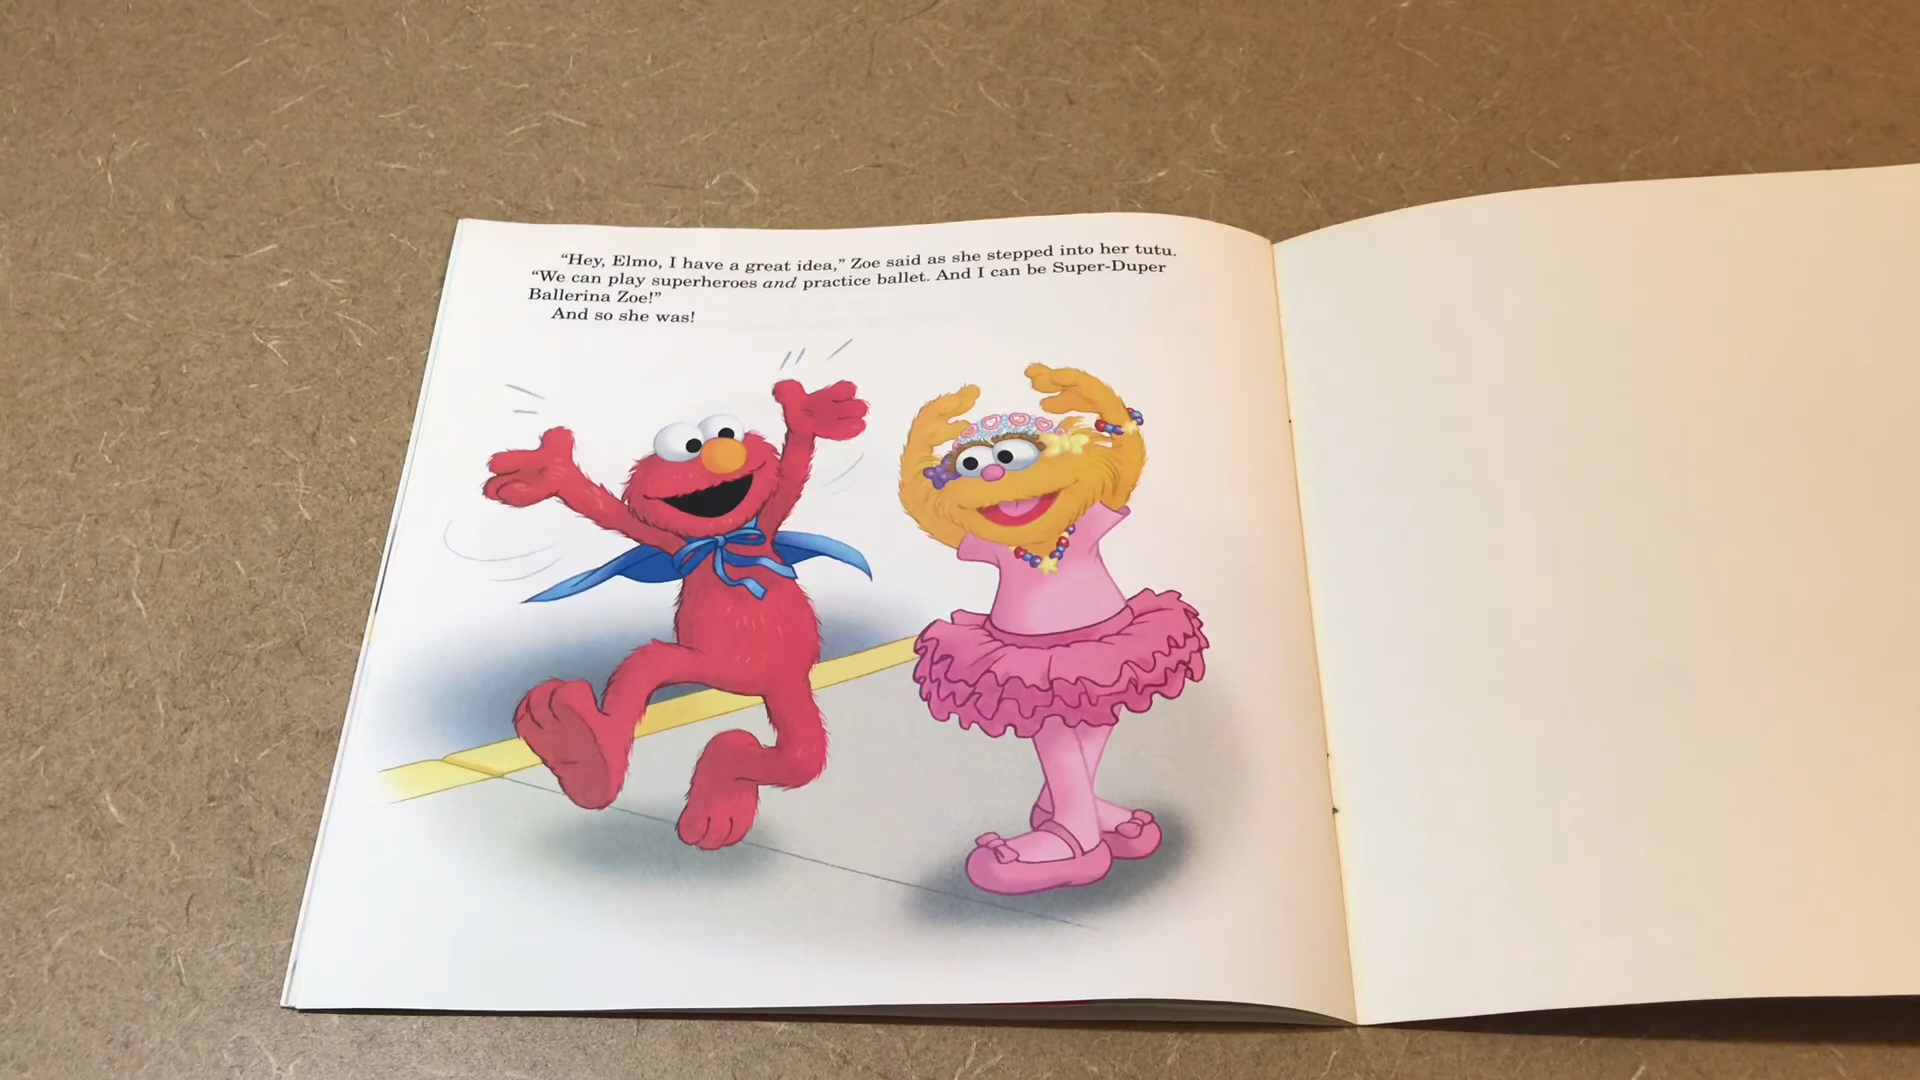 “Hey, Elmo, I have a great idea,” Zoe said as she stepped into her tutu.
“We can play superheroes and practice ballet. And I can be Super-Duper
Ballerina Zoe!”
And so she was!